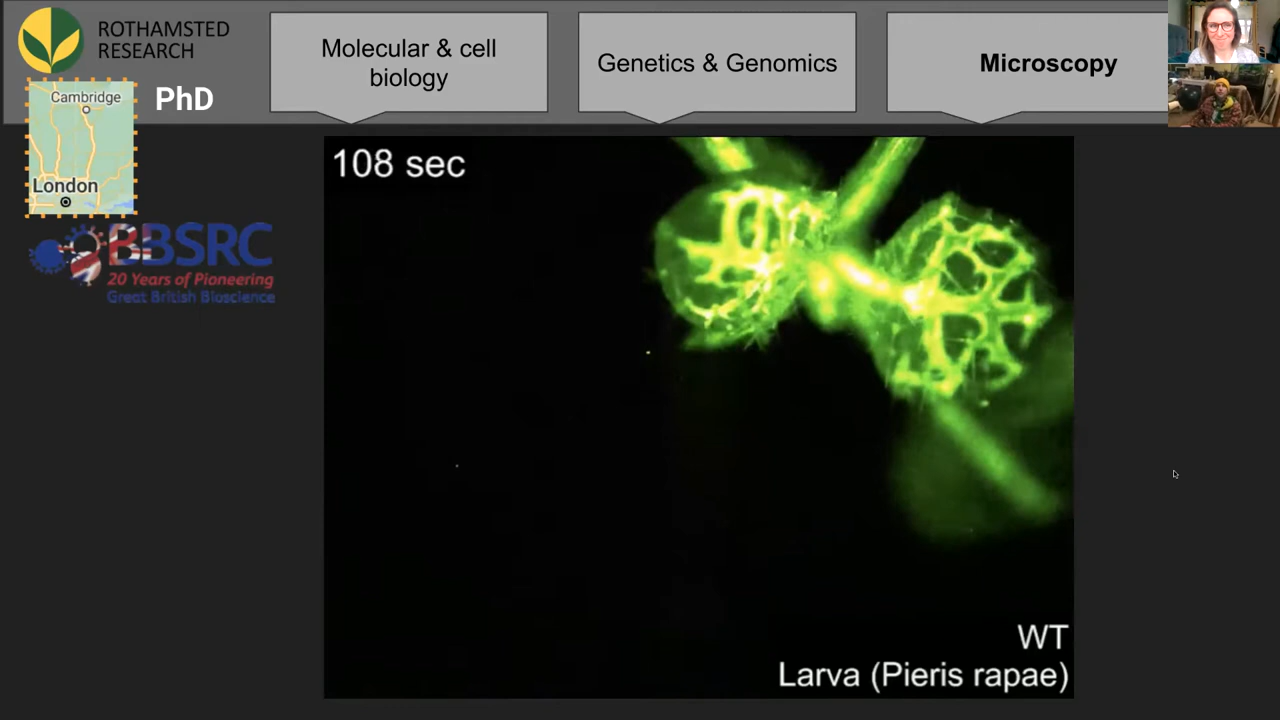 ROTHAMSTED
RESEARCH
Cambridge
London
PhD
BBSRC
20 Years of Pioneering
Great British Bioscience
Molecular & cell
biology
Genetics & Genomics
Microscopy
108 sec
WT
Larva (Pieris rapae)